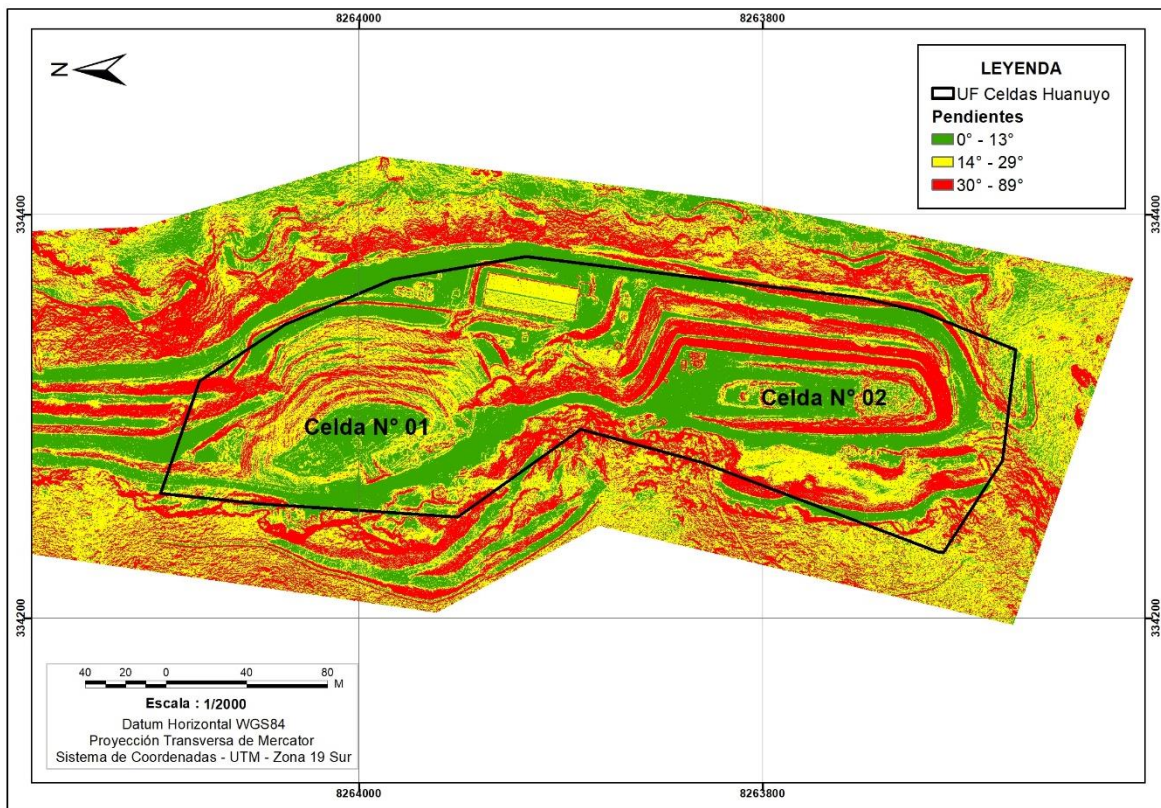 8264000
8263800
N
LEYENDA
UF Celdas Huanuyo
Pendientes
0° - 13°
14° - 29°
30° - 89°
334400
334400
Celda N° 01
Celda N° 02
334200
334200
40 20 0 40 80
M
Escala : 1/2000
Datum Horizontal WGS84
Proyección Transversa de Mercator
Sistema de Coordenadas - UTM - Zona 19 Sur
8264000
8263800